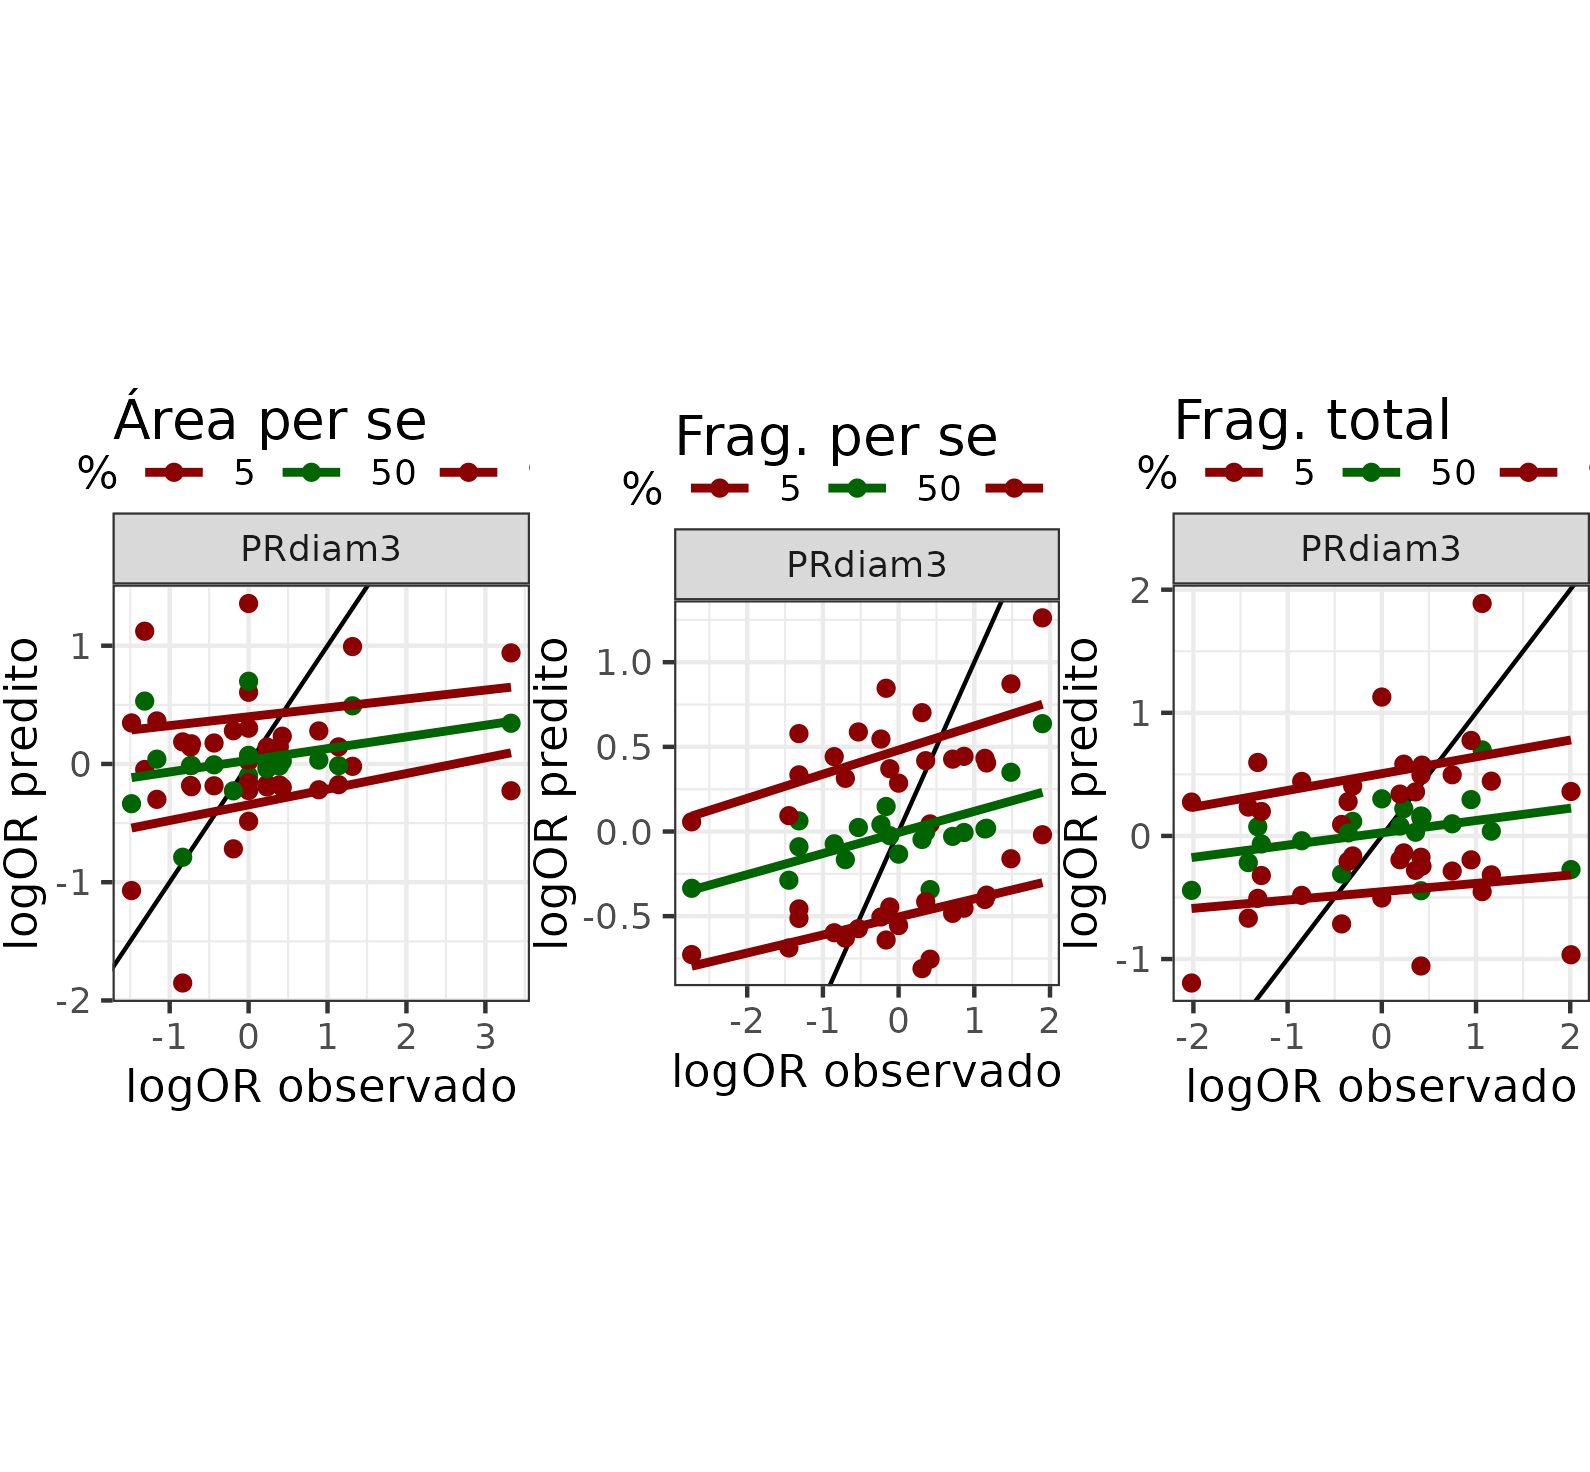 Área per se
% 5 50
PRdiam3
logOR predito
1
0
-1
-2
-1 0 1 2 3
logOR observado
Frag. per se
% 5 50
PRdiam3
logOR predito
1.0
0.5
0.0
-0.5
-2 -1 0 1 2
logOR observado
Frag. total
% 5 50
PRdiam3
logOR predito
2
1
0
-1
-2 -1 0 1 2
logOR observado